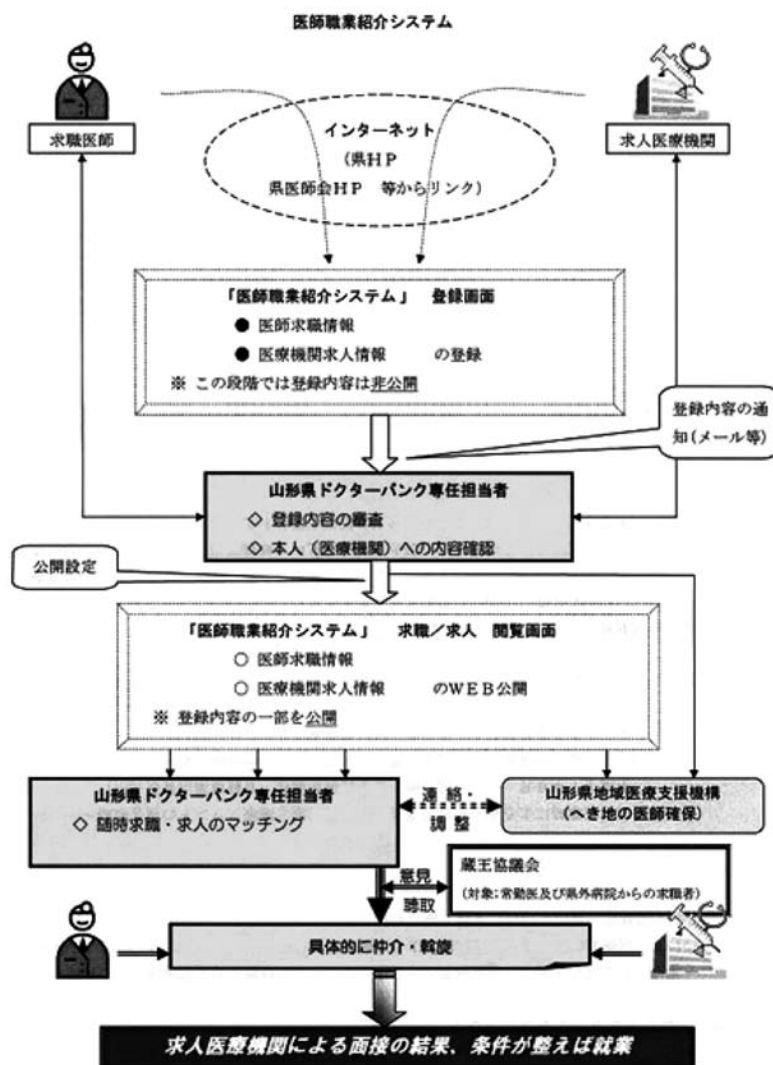 医師職業紹介システム
求職医師
求人医療機関
インターネット
(県HP
県医師会HP 等からリンク)
「医師職業紹介システム」 登録画面
● 医師求職情報
● 医療機関求人情報 の登録
※ この段階では登録内容は非公開
登録内容の通
知(メール等)
山形県ドクターバンク専任担当者
◇ 登録内容の審査
◇ 本人(医療機関)への内容確認
公開設定
「医師職業紹介システム」 求職/求人 閲覧画面
○ 医師求職情報
○ 医療機関求人情報 のWEB公開
※ 登録内容の一部を公開
山形県ドクターバンク専任担当者
◇ 随時求職・求人のマッチング
連絡・
調整
山形県地域医療支援機構
(へき地の医師確保)
意見
聴取
蔵王協議会
(対象;常勤医及び県外病院からの求職者)
具体的に仲介・斡旋
求人医療機関による面接の結果、条件が整えば就業